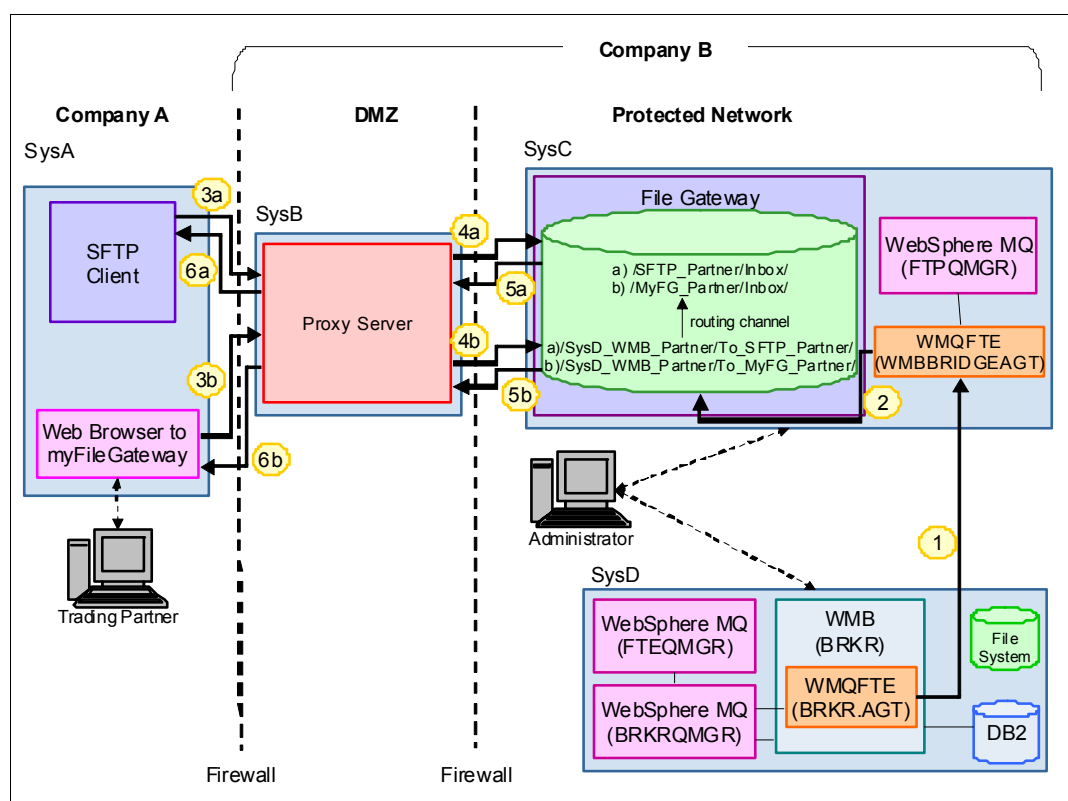 Company B
Company A
DMZ
Protected Network
SysA
SysC
3a
File Gateway
SysB
4a
SFTP
Client
WebSphere MQ
(FTPQMGR)
6a
a) /SFTP_Partner/Inbox/
b) /MyFG_Partner/Inbox/
5a
routing channel
Proxy Server
4b
a)/SysD_WMB_Partner/To_SFTP_Partner/
b)/SysD_WMB_Partner/To_MyFG_Partner/
WMQFTE
(WMBBRIDGEAGT)
3b
5b
2
Web Browser to
myFileGateway
6b
Administrator
1
SysD
Trading Partner
WebSphere MQ
(FTEQMGR)
WMB
(BRKR)
File
System
WMQFTE
(BRKR.AGT)
WebSphere MQ
(BRKRQMGR)
DB2
Firewall
Firewall